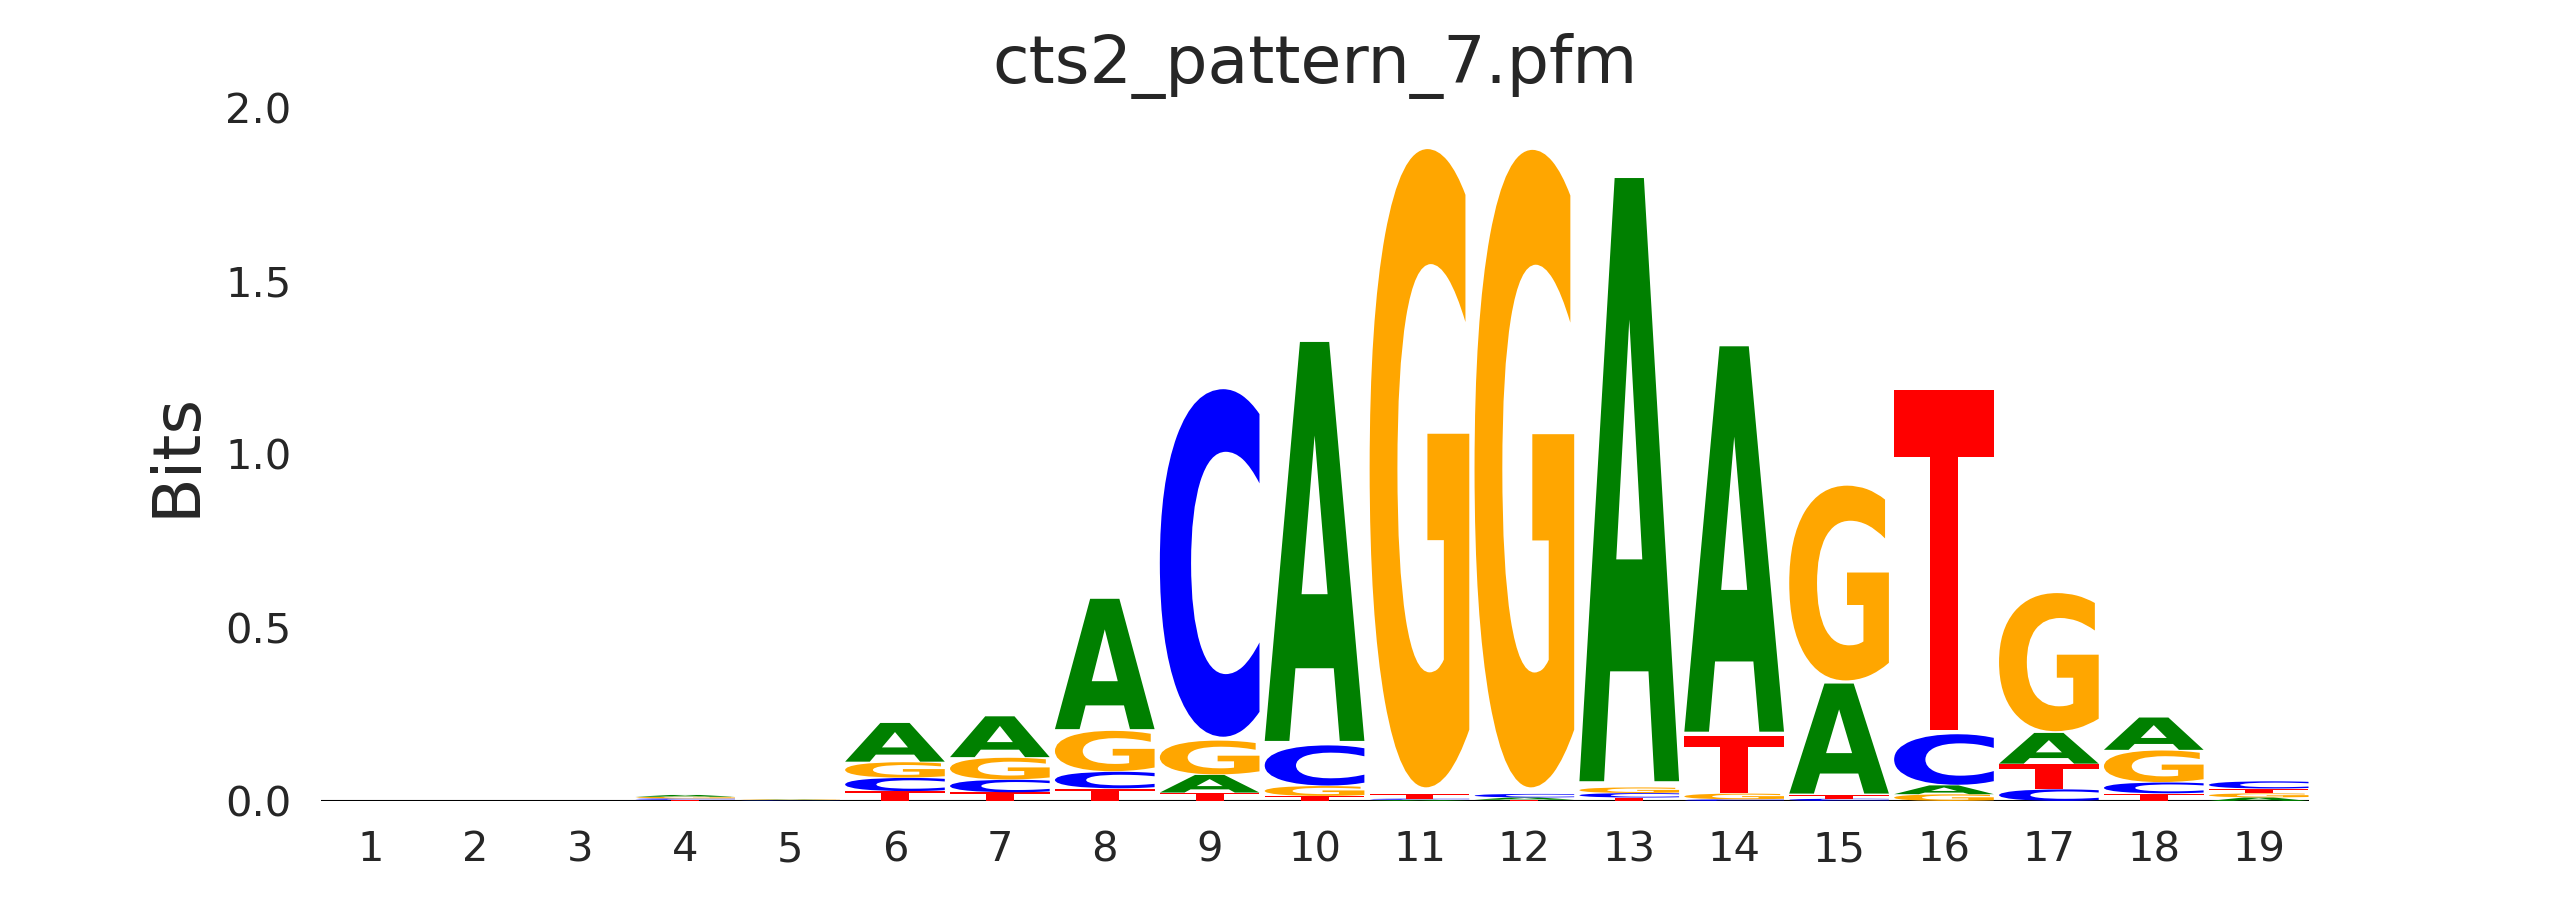 cts2_pattern_7.pfm
2.0
1.5
1.0
0.5
0.0
Bits
A G C T
A G C T
A G C T
C G A T
A C G T
G T A
G C A T
A G C T
A T G C
G A T C
T C A G
G A T C
A G C T
C T G A
1 2 3 4 5 6 7 8 9 10 11 12 13 14 15 16 17 18 19